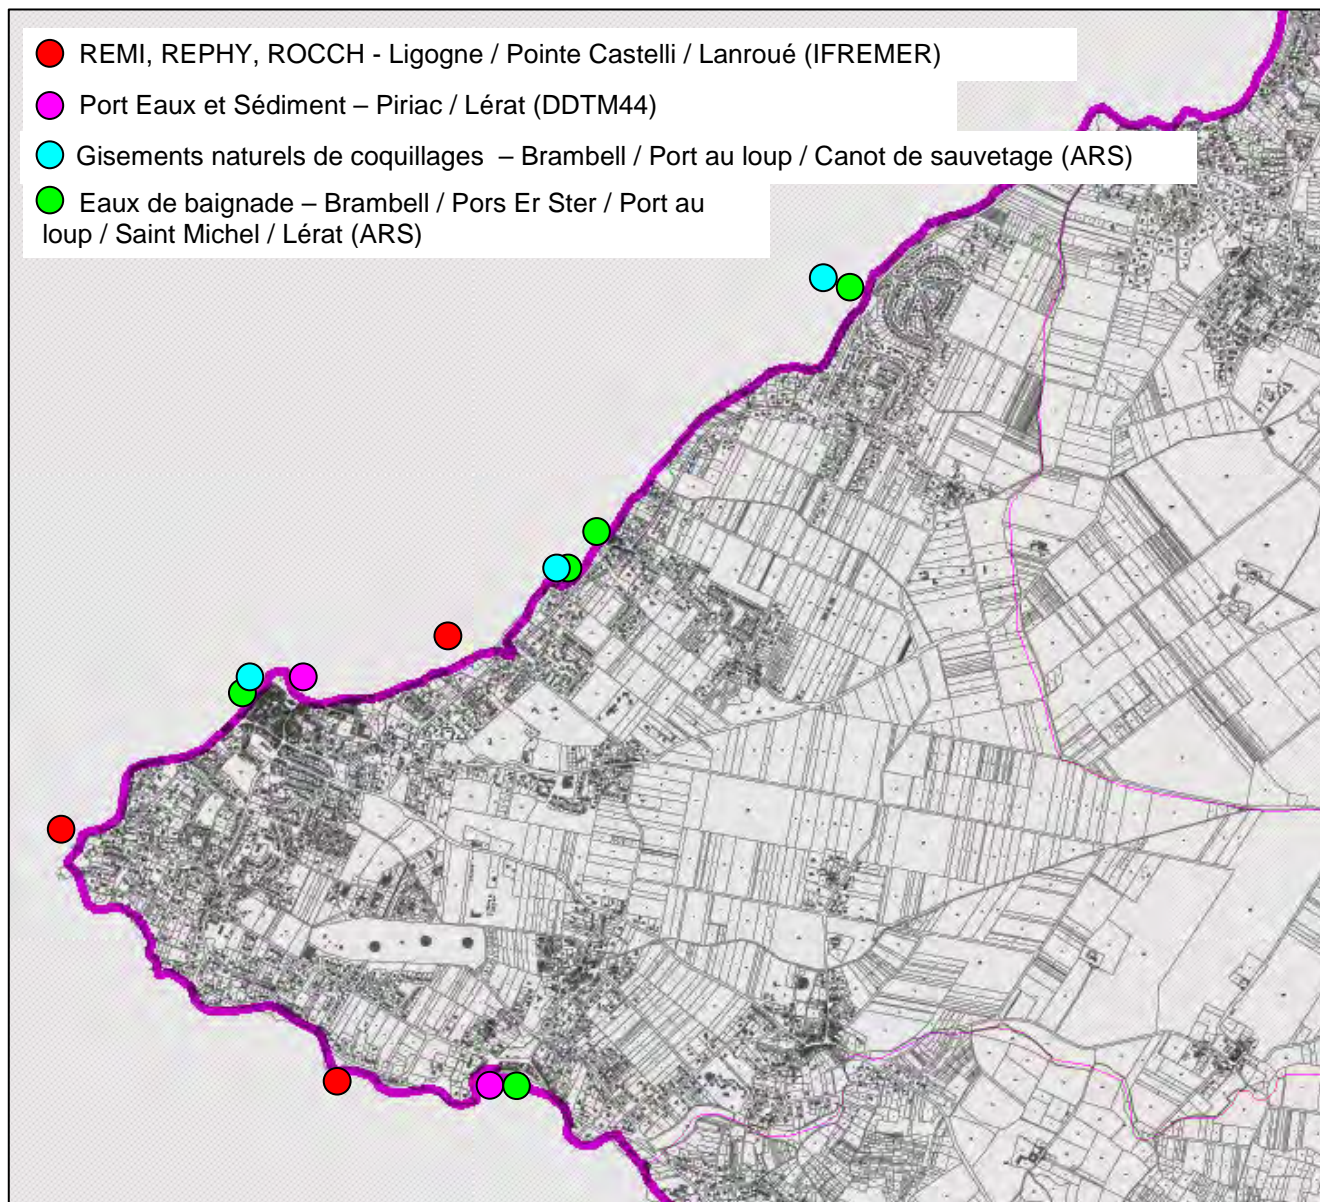 REMI, REPHY, ROCCH - Ligogne / Pointe Castelli / Lanroué (IFREMER)
Port Eaux et Sédiment – Piriac / Lérat (DDTM44)
Gisements naturels de coquillages – Brambell / Port au loup / Canot de sauvetage (ARS)
Eaux de baignade – Brambell / Pors Er Ster / Port au
loup / Saint Michel / Lérat (ARS)